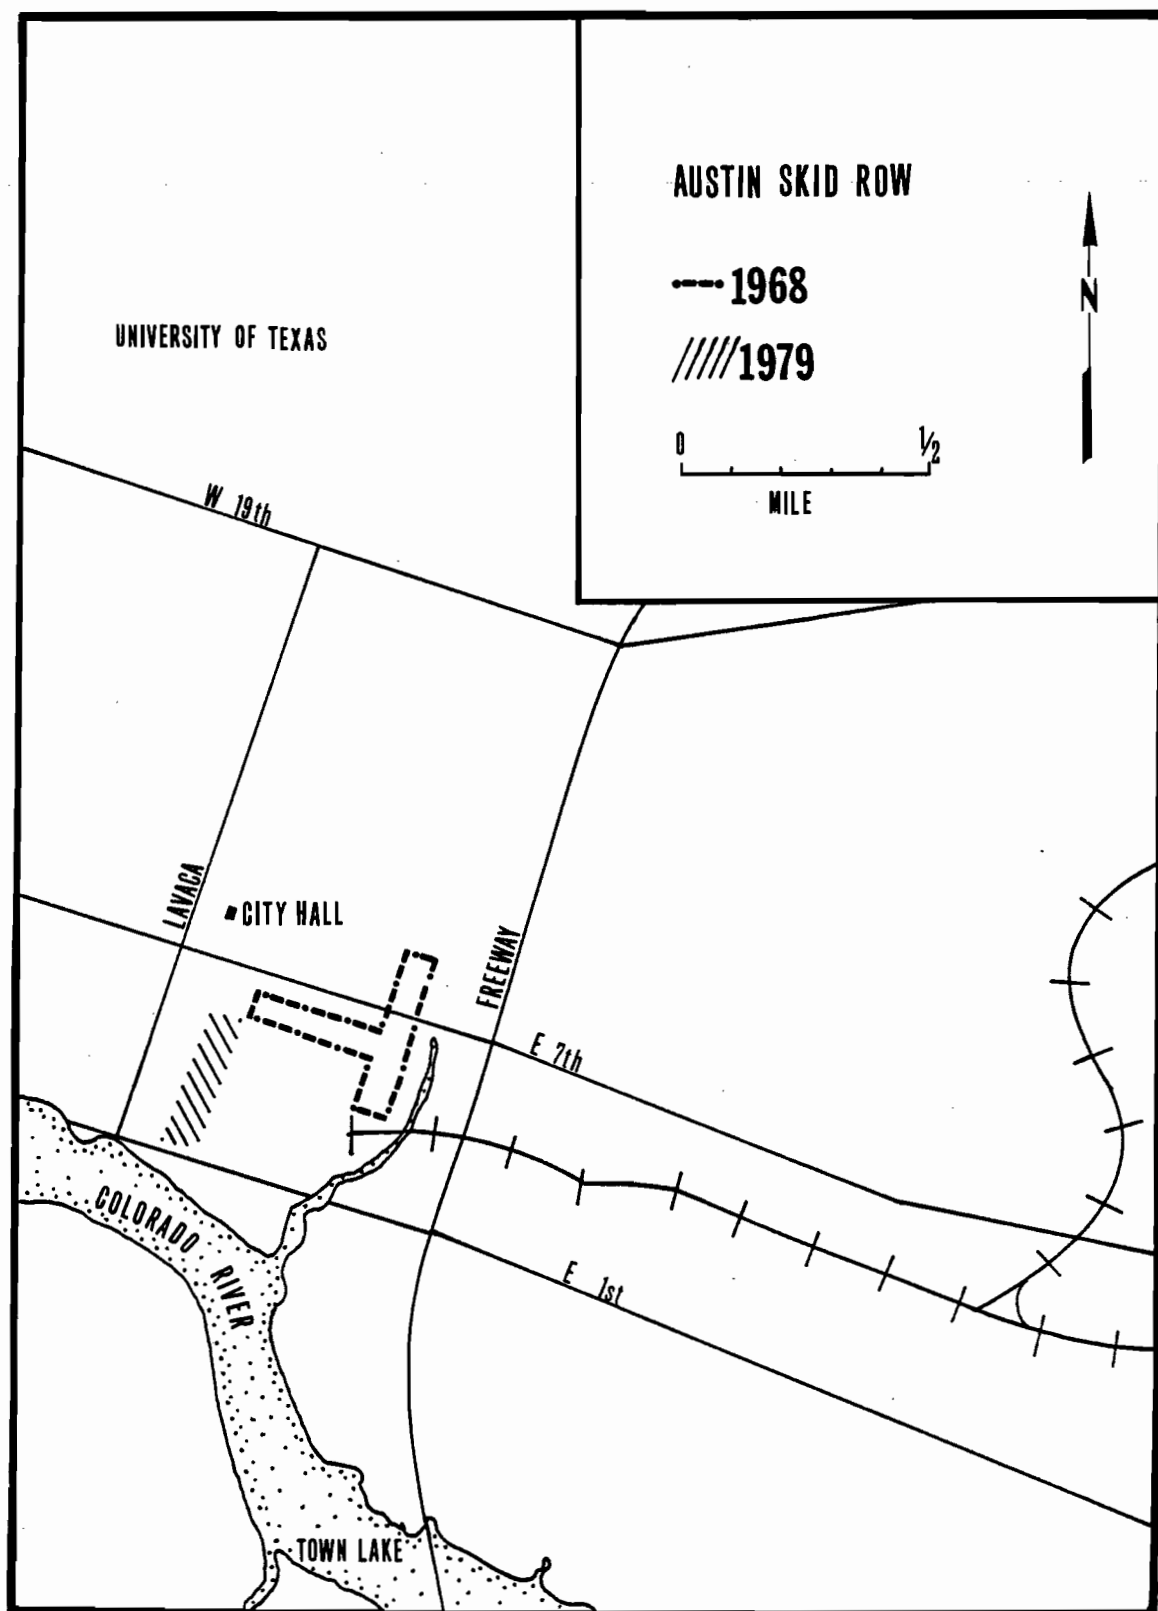 AUSTIN SKID ROW
1968
1979
0 1/2
MILE
N
UNIVERSITY OF TEXAS
W 19th
LAVACA
CITY HALL
FREEWAY
E 7th
E 1st
COLORADO RIVER
TOWN LAKE